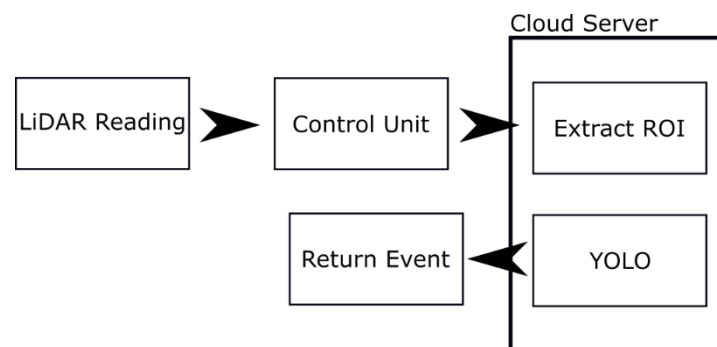 Cloud Server
LiDAR Reading
Control Unit
Extract ROI
Return Event
YOLO